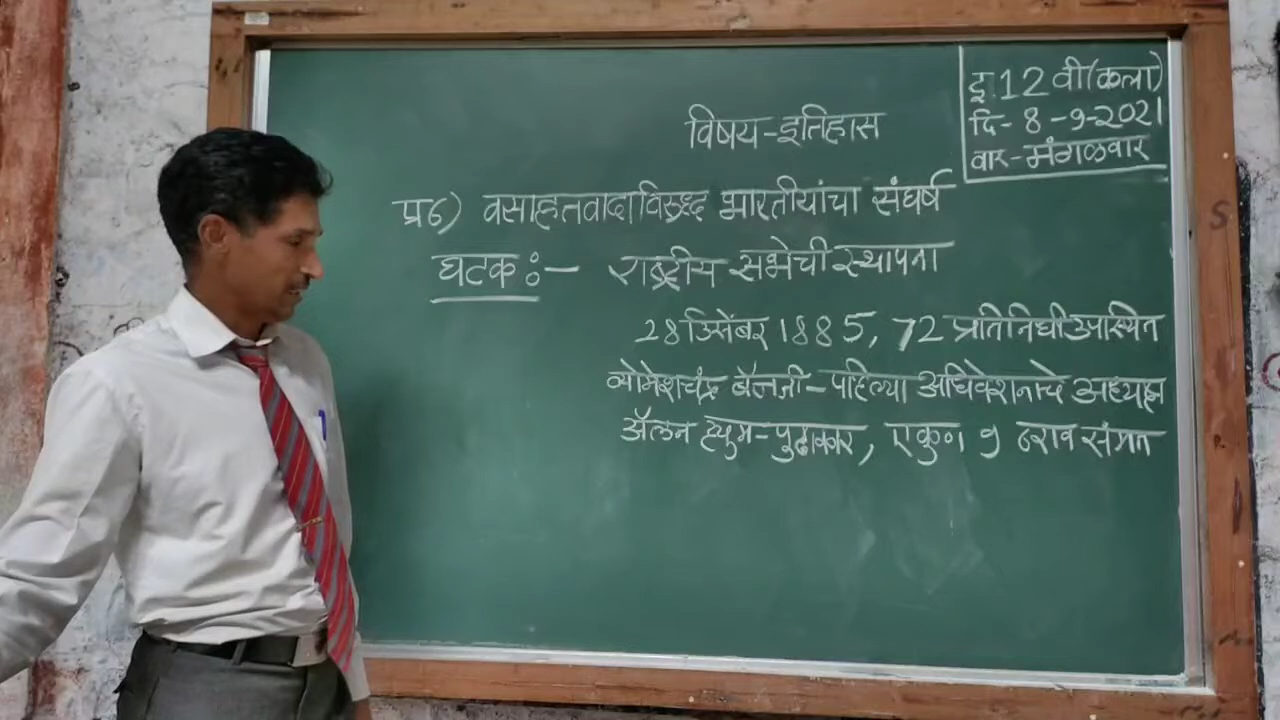 इ.12 वी(कला)
दि- 8-9-2021
वार-मंगळवार
विषय-इतिहास
प्र८) वसाहतवादाविरुद्ध भारतीयांचा संघर्ष
घटक:- राष्ट्रीय सभेची स्थापना
28 डिसेंबर 1885, 72 प्रतिनिधी उपस्थित
व्योमेशचंद्र बॅनर्जी-पहिल्या अधिवेशनाचे अध्यक्ष
ॲलन ह्युम-पुढाकार, एकुण 9 ठराव संमत